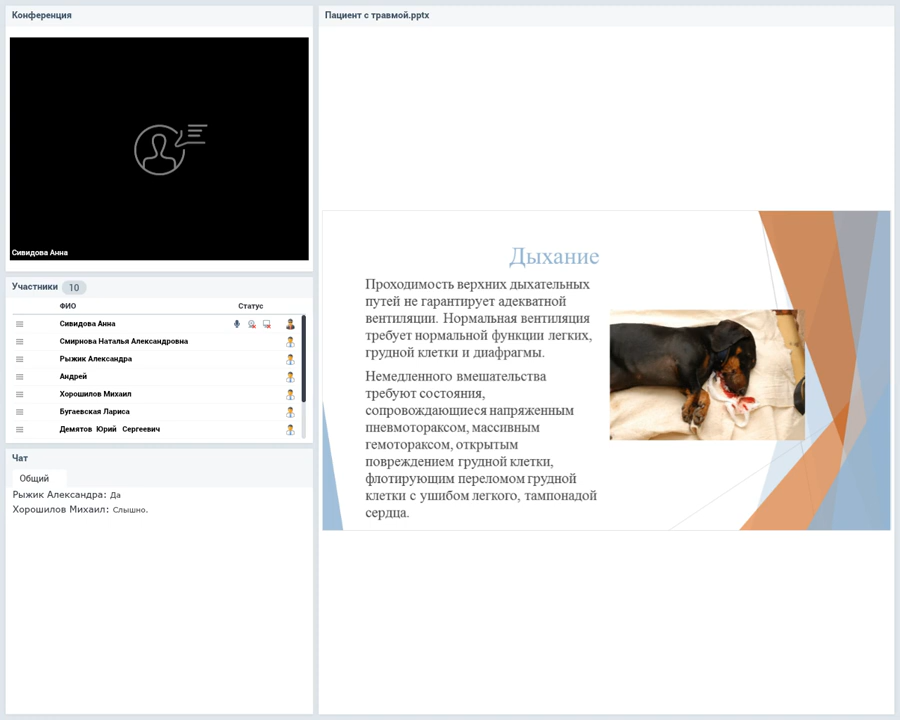 Конференция
Сивидова Анна
Участники 10
ФИО Статус
Сивидова Анна
Смирнова Наталья Александровна
Рыжик Александра
Андрей
Хорошилов Михаил
Бугаевская Лариса
Демятов Юрий Сергеевич
Чат
Общий
Рыжик Александра: Да
Хорошилов Михаил: Слышно.
Пациент с травмой.pptx
Дыхание
Проходимость верхних дыхательных
путей не гарантирует адекватной
вентиляции. Нормальная вентиляция
требует нормальной функции легких,
грудной клетки и диафрагмы.
Немедленного вмешательства
требуют состояния,
сопровождающиеся напряженным
пневмотораксом, массивным
гемотораксом, открытым
повреждением грудной клетки,
флотирующим переломом грудной
клетки с ушибом легкого, тампонадой
сердца.